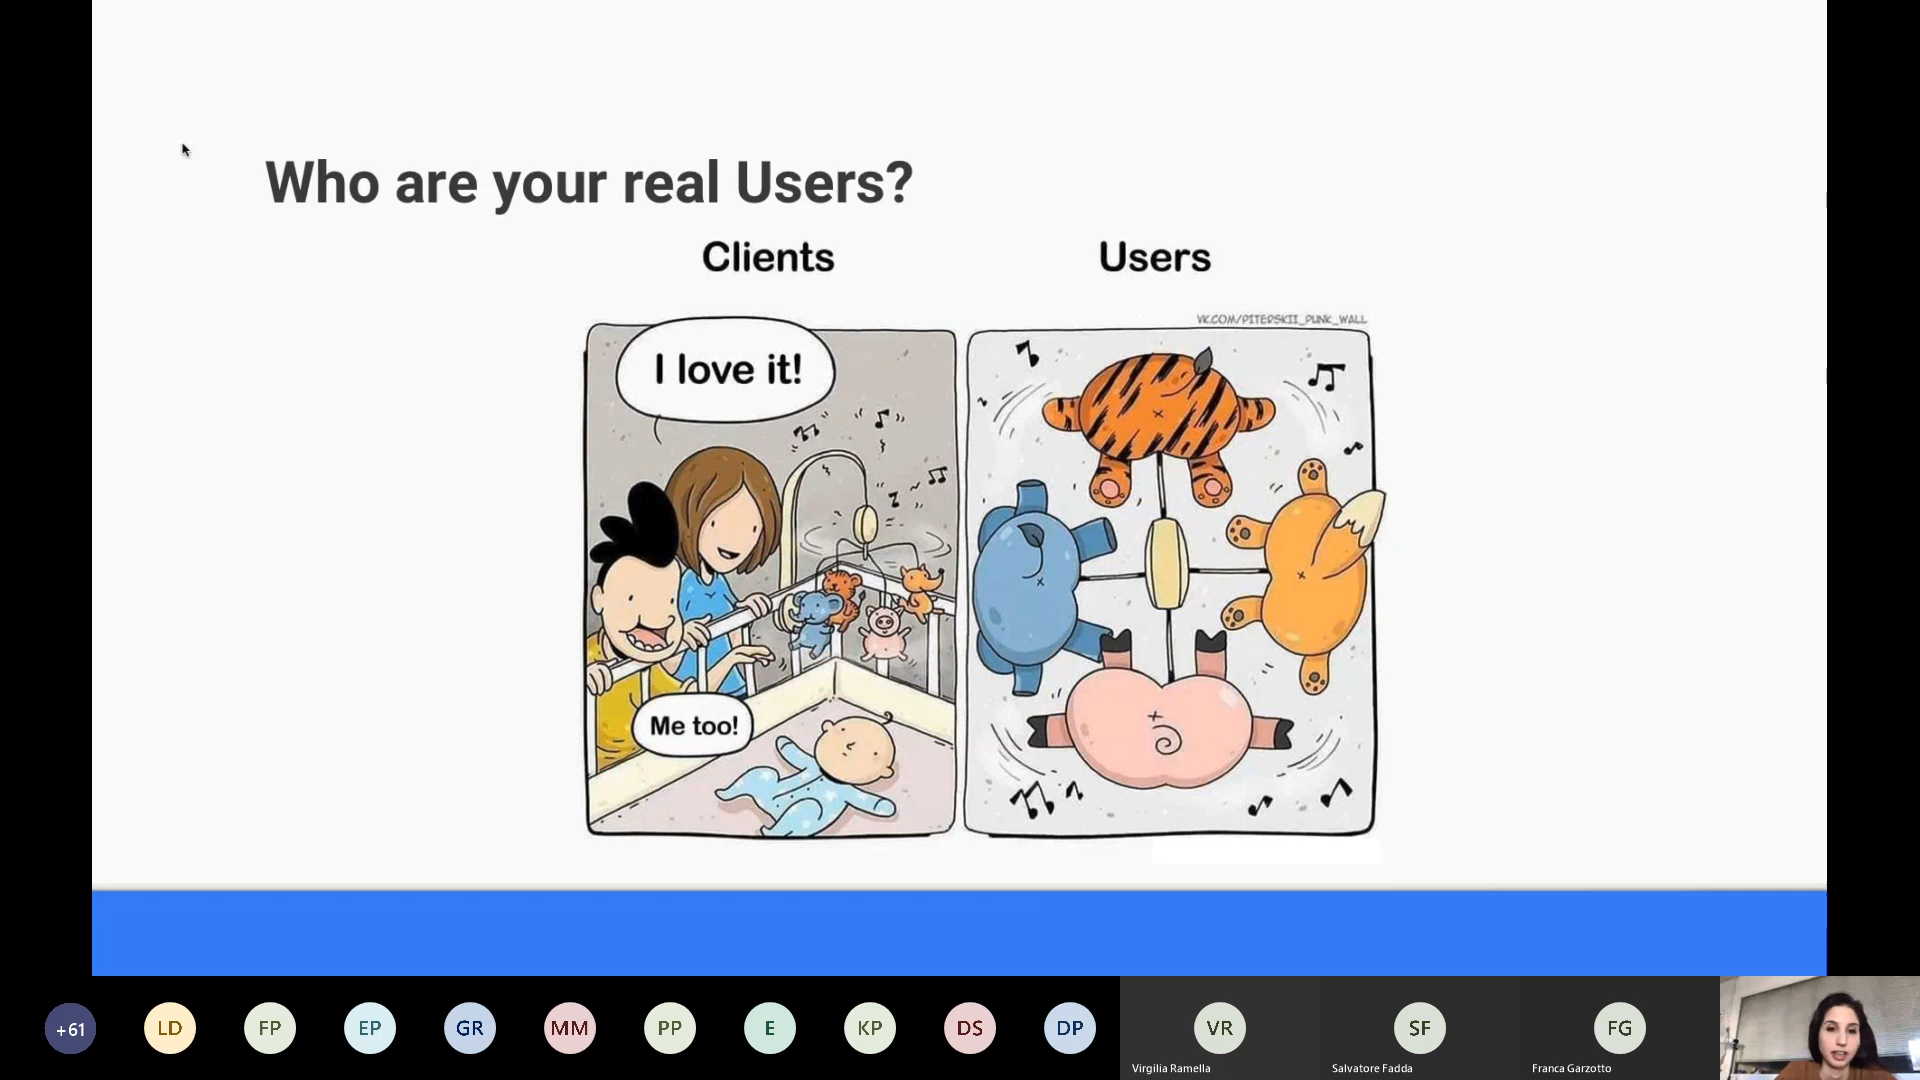 Who are your real Users?
Clients
Users
VK.COM/PITERSKII_PUNK_WALL
I love it!
Me too!
+61
LD
FP
EP
GR
MM
PP
E
KP
DS
DP
VR
SF
FG
Virgilia Ramella
Salvatore Fadda
Franca Garzotto